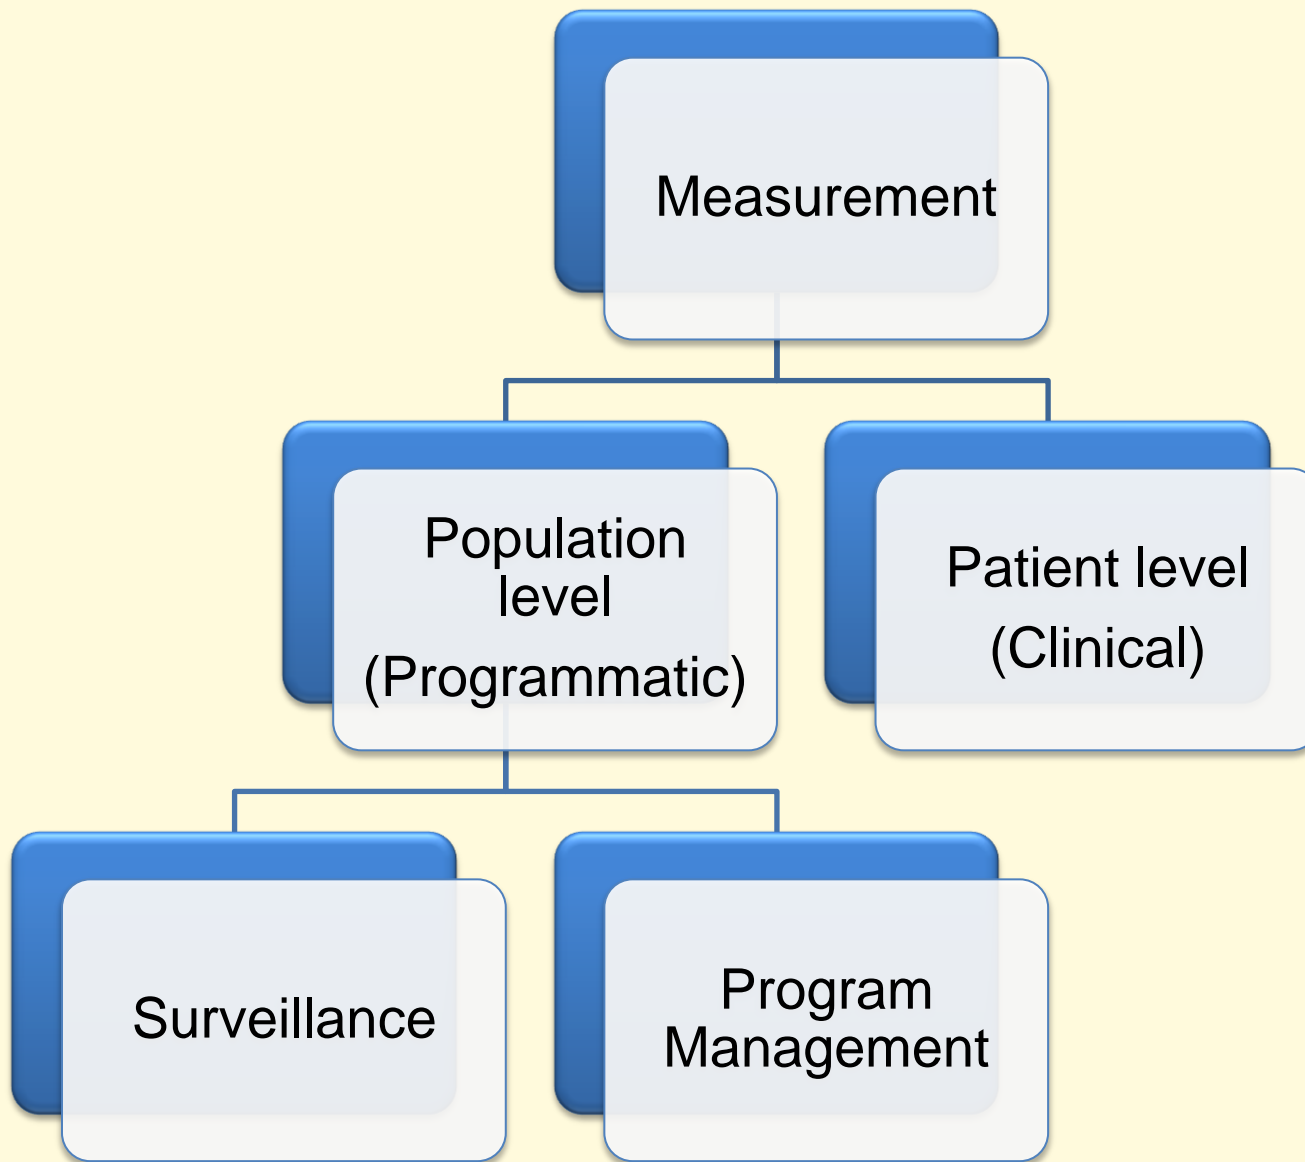 Measurement
Population
level
(Programmatic)
Patient level
(Clinical)
Surveillance
Program
Management